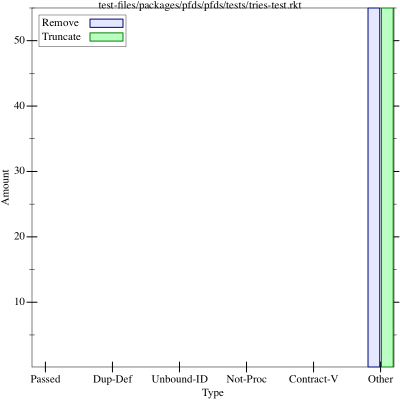 test-files/packages/pfds/pfds/tests/tries-test.rkt
Remove
Truncate
50
40
30
20
10
Amount
Passed Dup-Def Unbound-ID Not-Proc Contract-V Other
Type